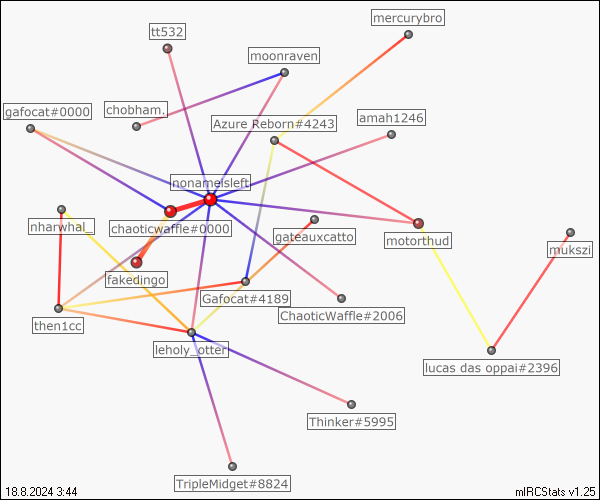 mercurybro
tt532
moonraven
gafocat#0000
chobham.
Azure Reborn#4243
amah1246
nonameisleft
nharwhal_
chaoticwaffle#0000
gateauxcatto
motorthud
mukszi
fakedingo
Gafocat#4189
ChaoticWaffle#2006
then1cc
leholy_otter
lucas das oppai#2396
Thinker#5995
TripleMidget#8824
18.8.2024 3:44
mIRCStats v1.25